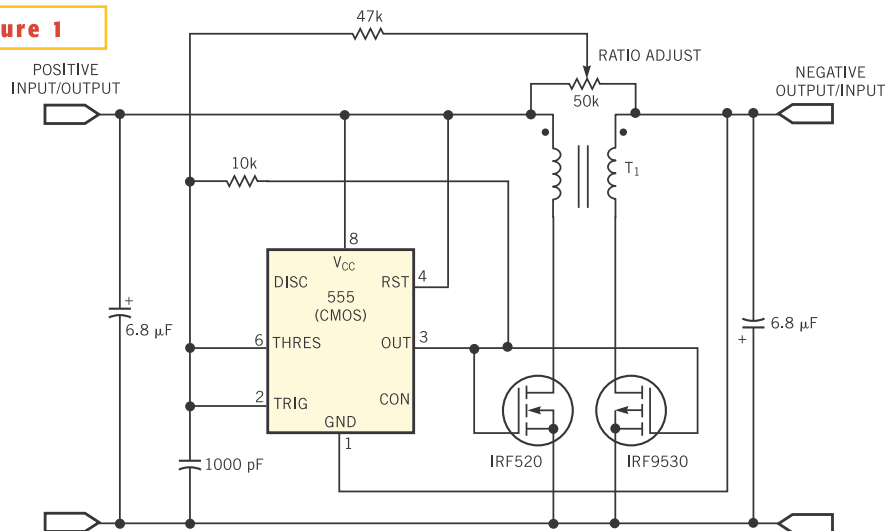 ure 1
47k
RATIO ADJUST
POSITIVE
INPUT/OUTPUT
NEGATIVE
OUTPUT/INPUT
50k
10k
T1
8
VCC
DISC
RST
4
555
(CMOS)
6.8 µF
+
6
THRES
OUT
3
6.8 µF
+
2
TRIG
CON
GND
1
1000 pF
IRF520
IRF9530